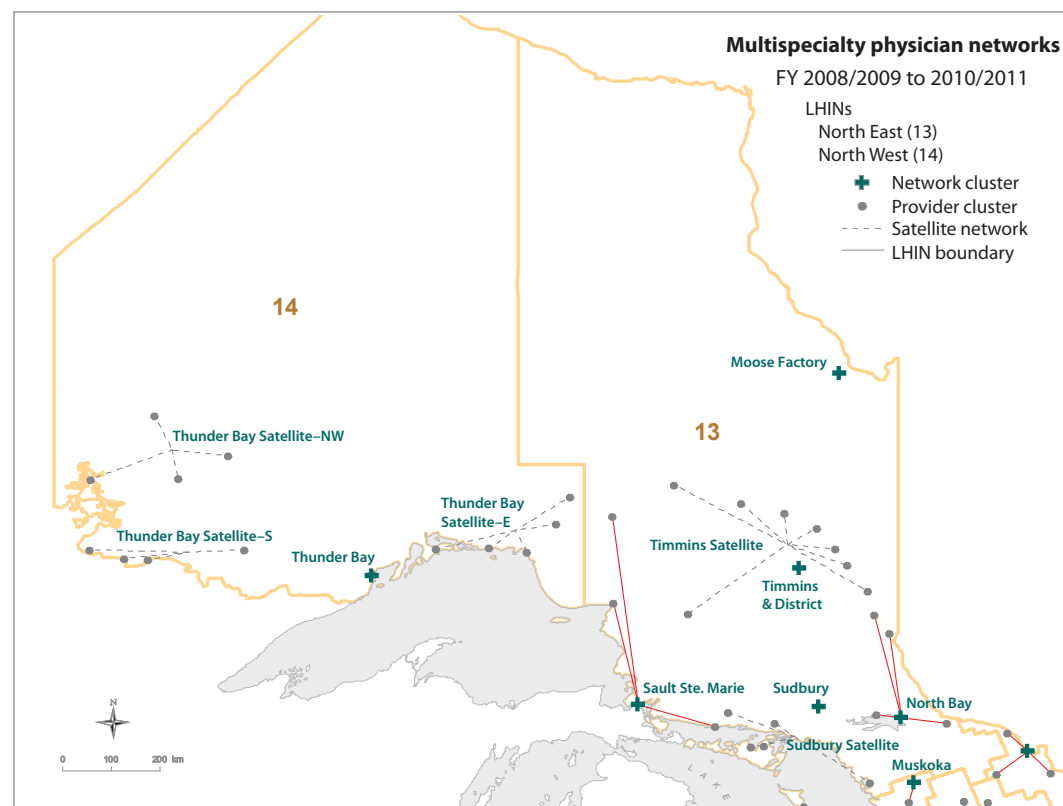 Multispecialty physician networks
FY 2008/2009 to 2010/2011
LHINs
North East (13)
North West (14)
Network cluster
Provider cluster
Satellite network
LHIN boundary
14
Moose Factory
13
Thunder Bay Satellite–NW
Thunder Bay
Satellite–E
Thunder Bay Satellite–S
Thunder Bay
Timmins Satellite
Timmins
& District
Sault Ste. Marie
Sudbury
North Bay
Sudbury Satellite
Muskoka
LAKE
N
0 100 200 km